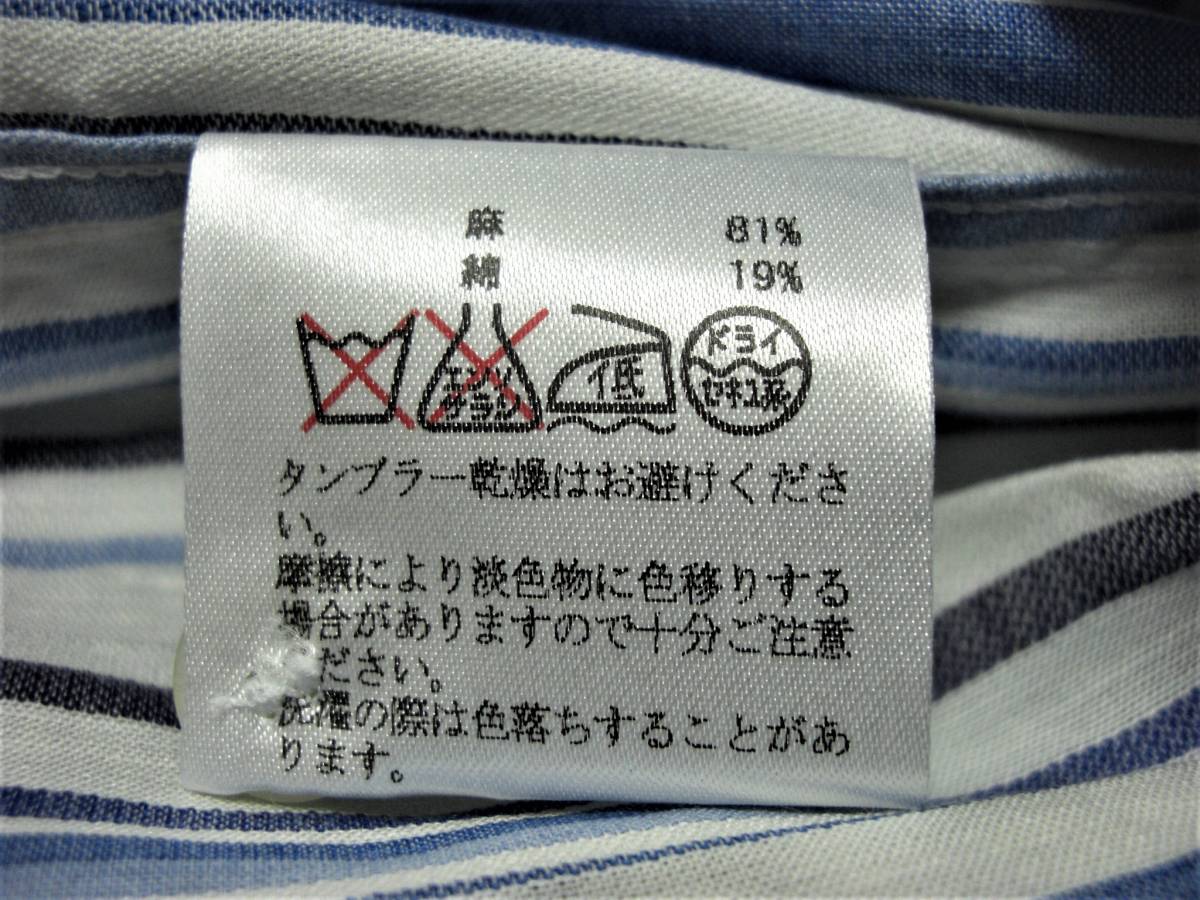 麻 81%
綿 19%
エンソ サラシ 低 ドライ セキユ系
タンブラー乾燥はお避けくださ
い。
摩擦により淡色物に色移りする
場合がありますので十分ご注意
ださい。
洗濯の際は色落ちすることがあ
ります。